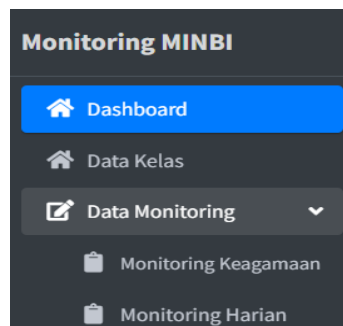 Monitoring MINBI
Dashboard
Data Kelas
Data Monitoring
Monitoring Keagamaan
Monitoring Harian